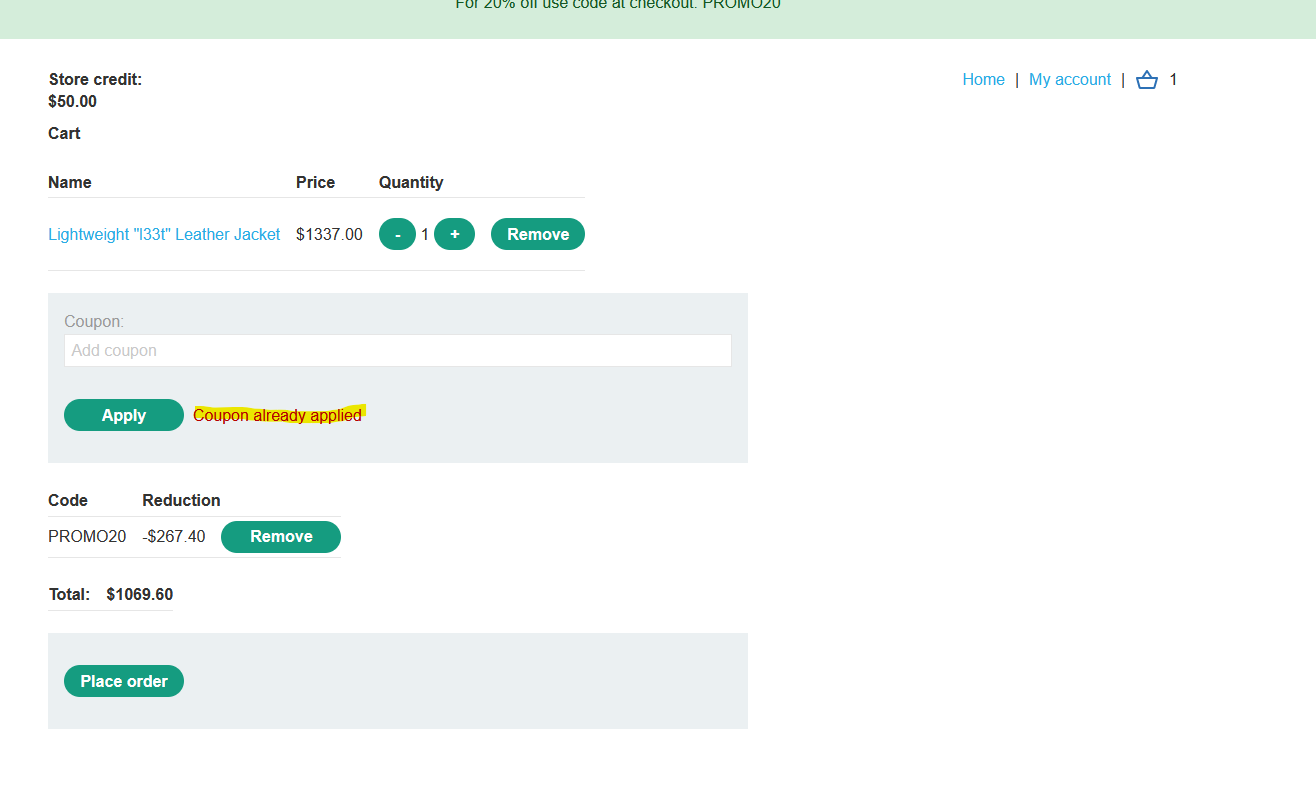 For 20% off use code at checkout: PROMO20
Store credit:
$50.00
Home | My account | 1
Cart
Name Price Quantity
Lightweight "l33t" Leather Jacket $1337.00 - 1 + Remove
Coupon:
Add coupon
Apply Coupon already applied
Code Reduction
PROMO20 -$267.40 Remove
Total: $1069.60
Place order